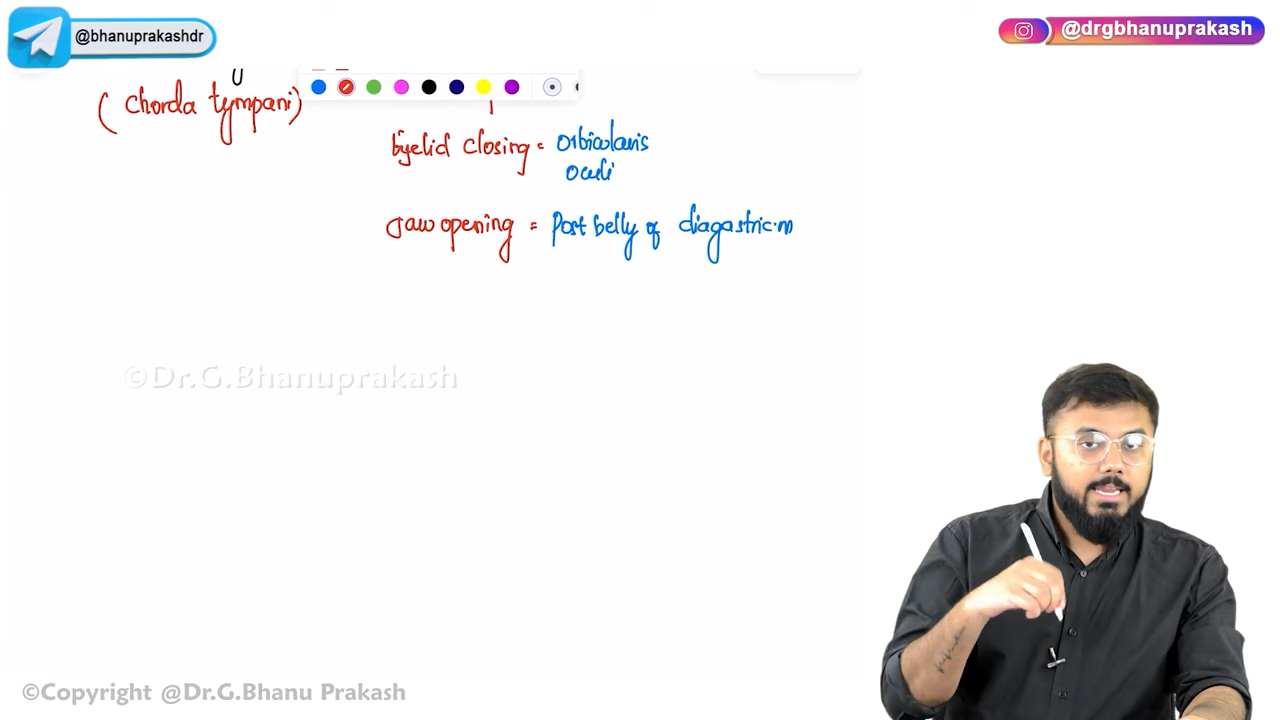 @bhanuprakashdr
@drgbhanuprakash
(Chorda tympani)
Eyelid closing = Orbicularis
oculi
Jaw opening = Post belly of diagastric.m
©Dr.G.Bhanuprakash
©Copyright @Dr.G.Bhanu Prakash